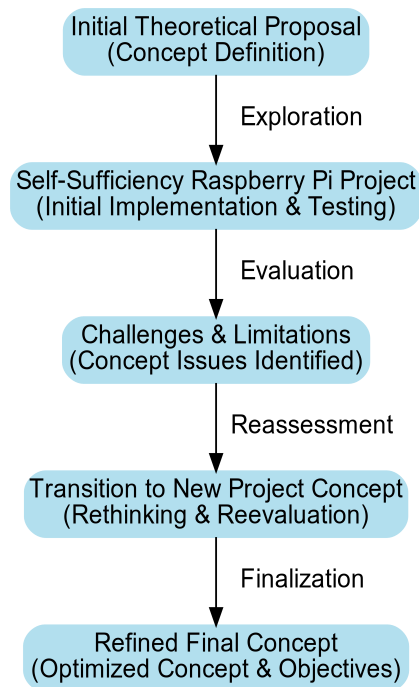 Initial Theoretical Proposal
(Concept Definition)
Exploration
Self-Sufficiency Raspberry Pi Project
(Initial Implementation & Testing)
Evaluation
Challenges & Limitations
(Concept Issues Identified)
Reassessment
Transition to New Project Concept
(Rethinking & Reevaluation)
Finalization
Refined Final Concept
(Optimized Concept & Objectives)